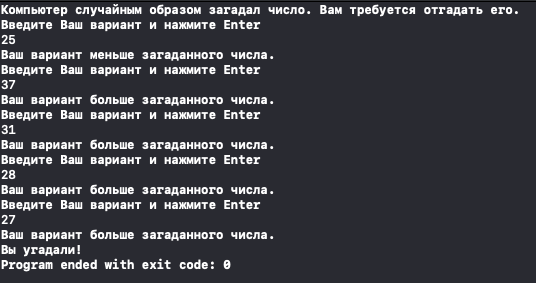 Компьютер случайным образом загадал число. Вам требуется отгадать его.
Введите Ваш вариант и нажмите Enter
25
Ваш вариант меньше загаданного числа.
Введите Ваш вариант и нажмите Enter
37
Ваш вариант больше загаданного числа.
Введите Ваш вариант и нажмите Enter
31
Ваш вариант больше загаданного числа.
Введите Ваш вариант и нажмите Enter
28
Ваш вариант больше загаданного числа.
Введите Ваш вариант и нажмите Enter
27
Ваш вариант больше загаданного числа.
Вы угадали!
Program ended with exit code: 0